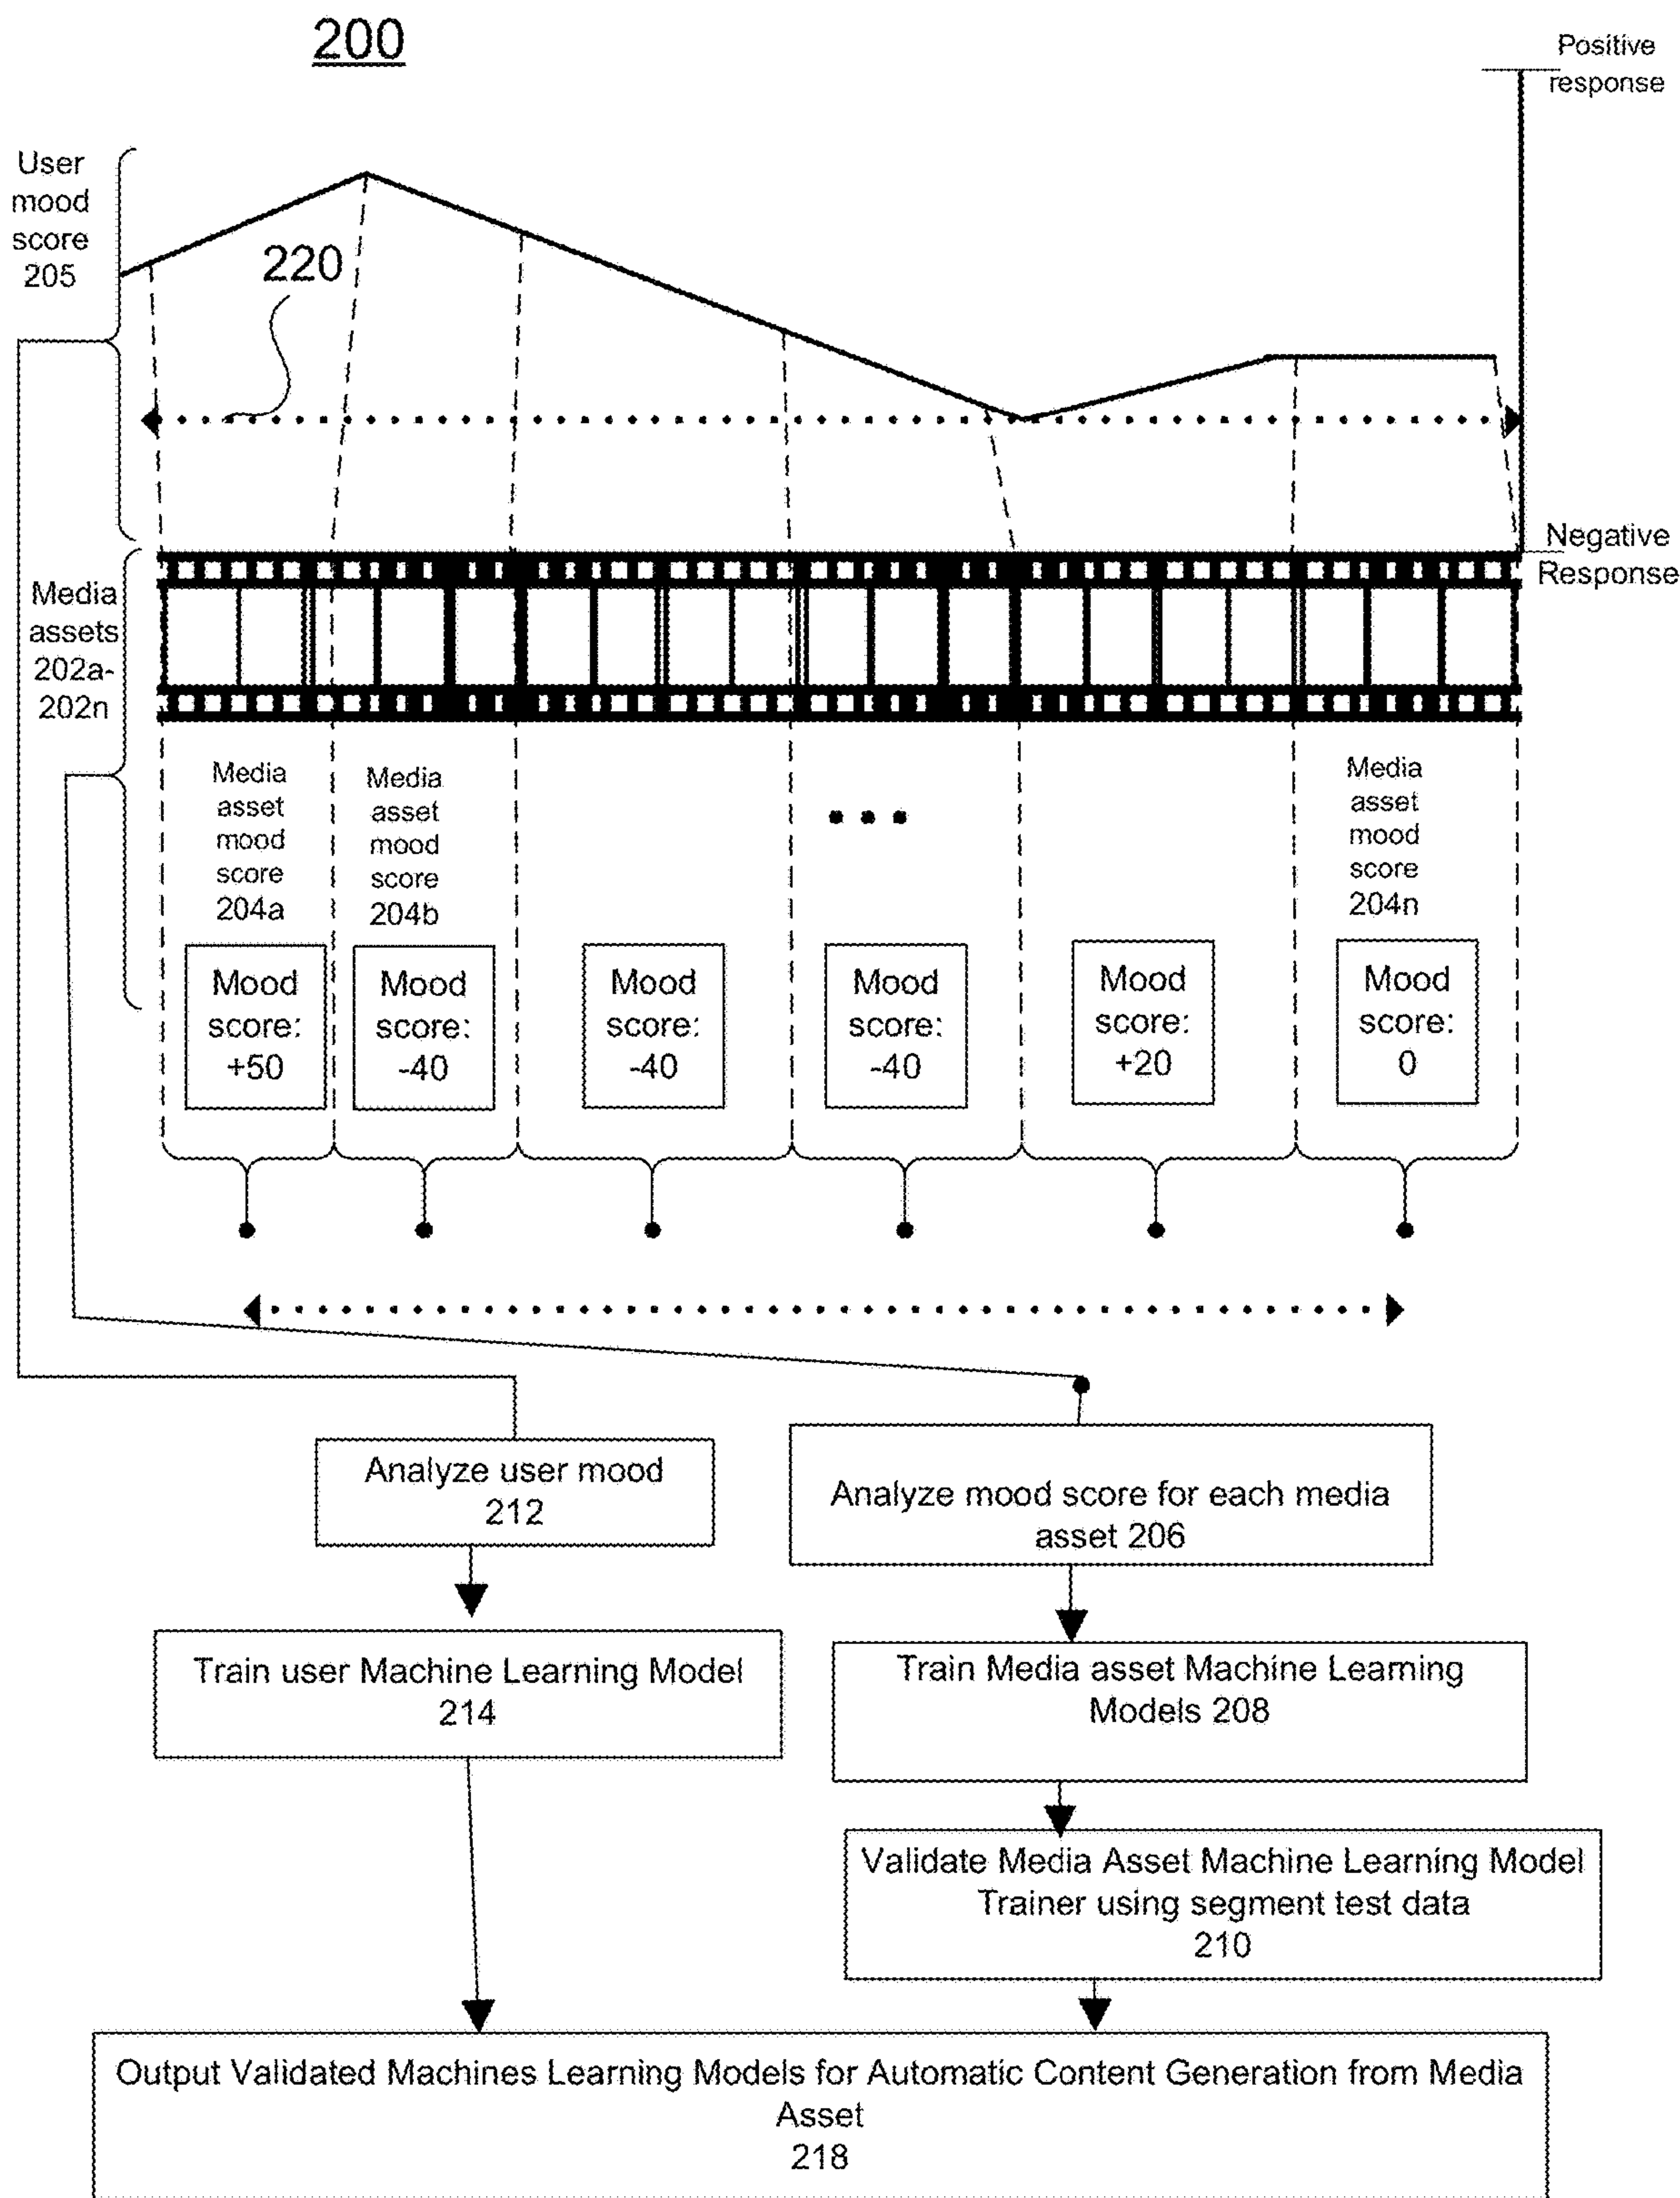 200
Positive
response
User
mood
score
205
220
Negative
Response
Media
assets
202a-
202n
Media
asset
mood
score
204a
Media
asset
mood
score
204b
Media
asset
mood
score
204n
Mood
score:
+50
Mood
score:
-40
Mood
score:
-40
Mood
score:
-40
Mood
score:
+20
Mood
score:
0
Analyze user mood
212
Analyze mood score for each media
asset 206
Train user Machine Learning Model
214
Train Media asset Machine Learning
Models 208
Validate Media Asset Machine Learning Model
Trainer using segment test data
210
Output Validated Machines Learning Models for Automatic Content Generation from Media
Asset
218